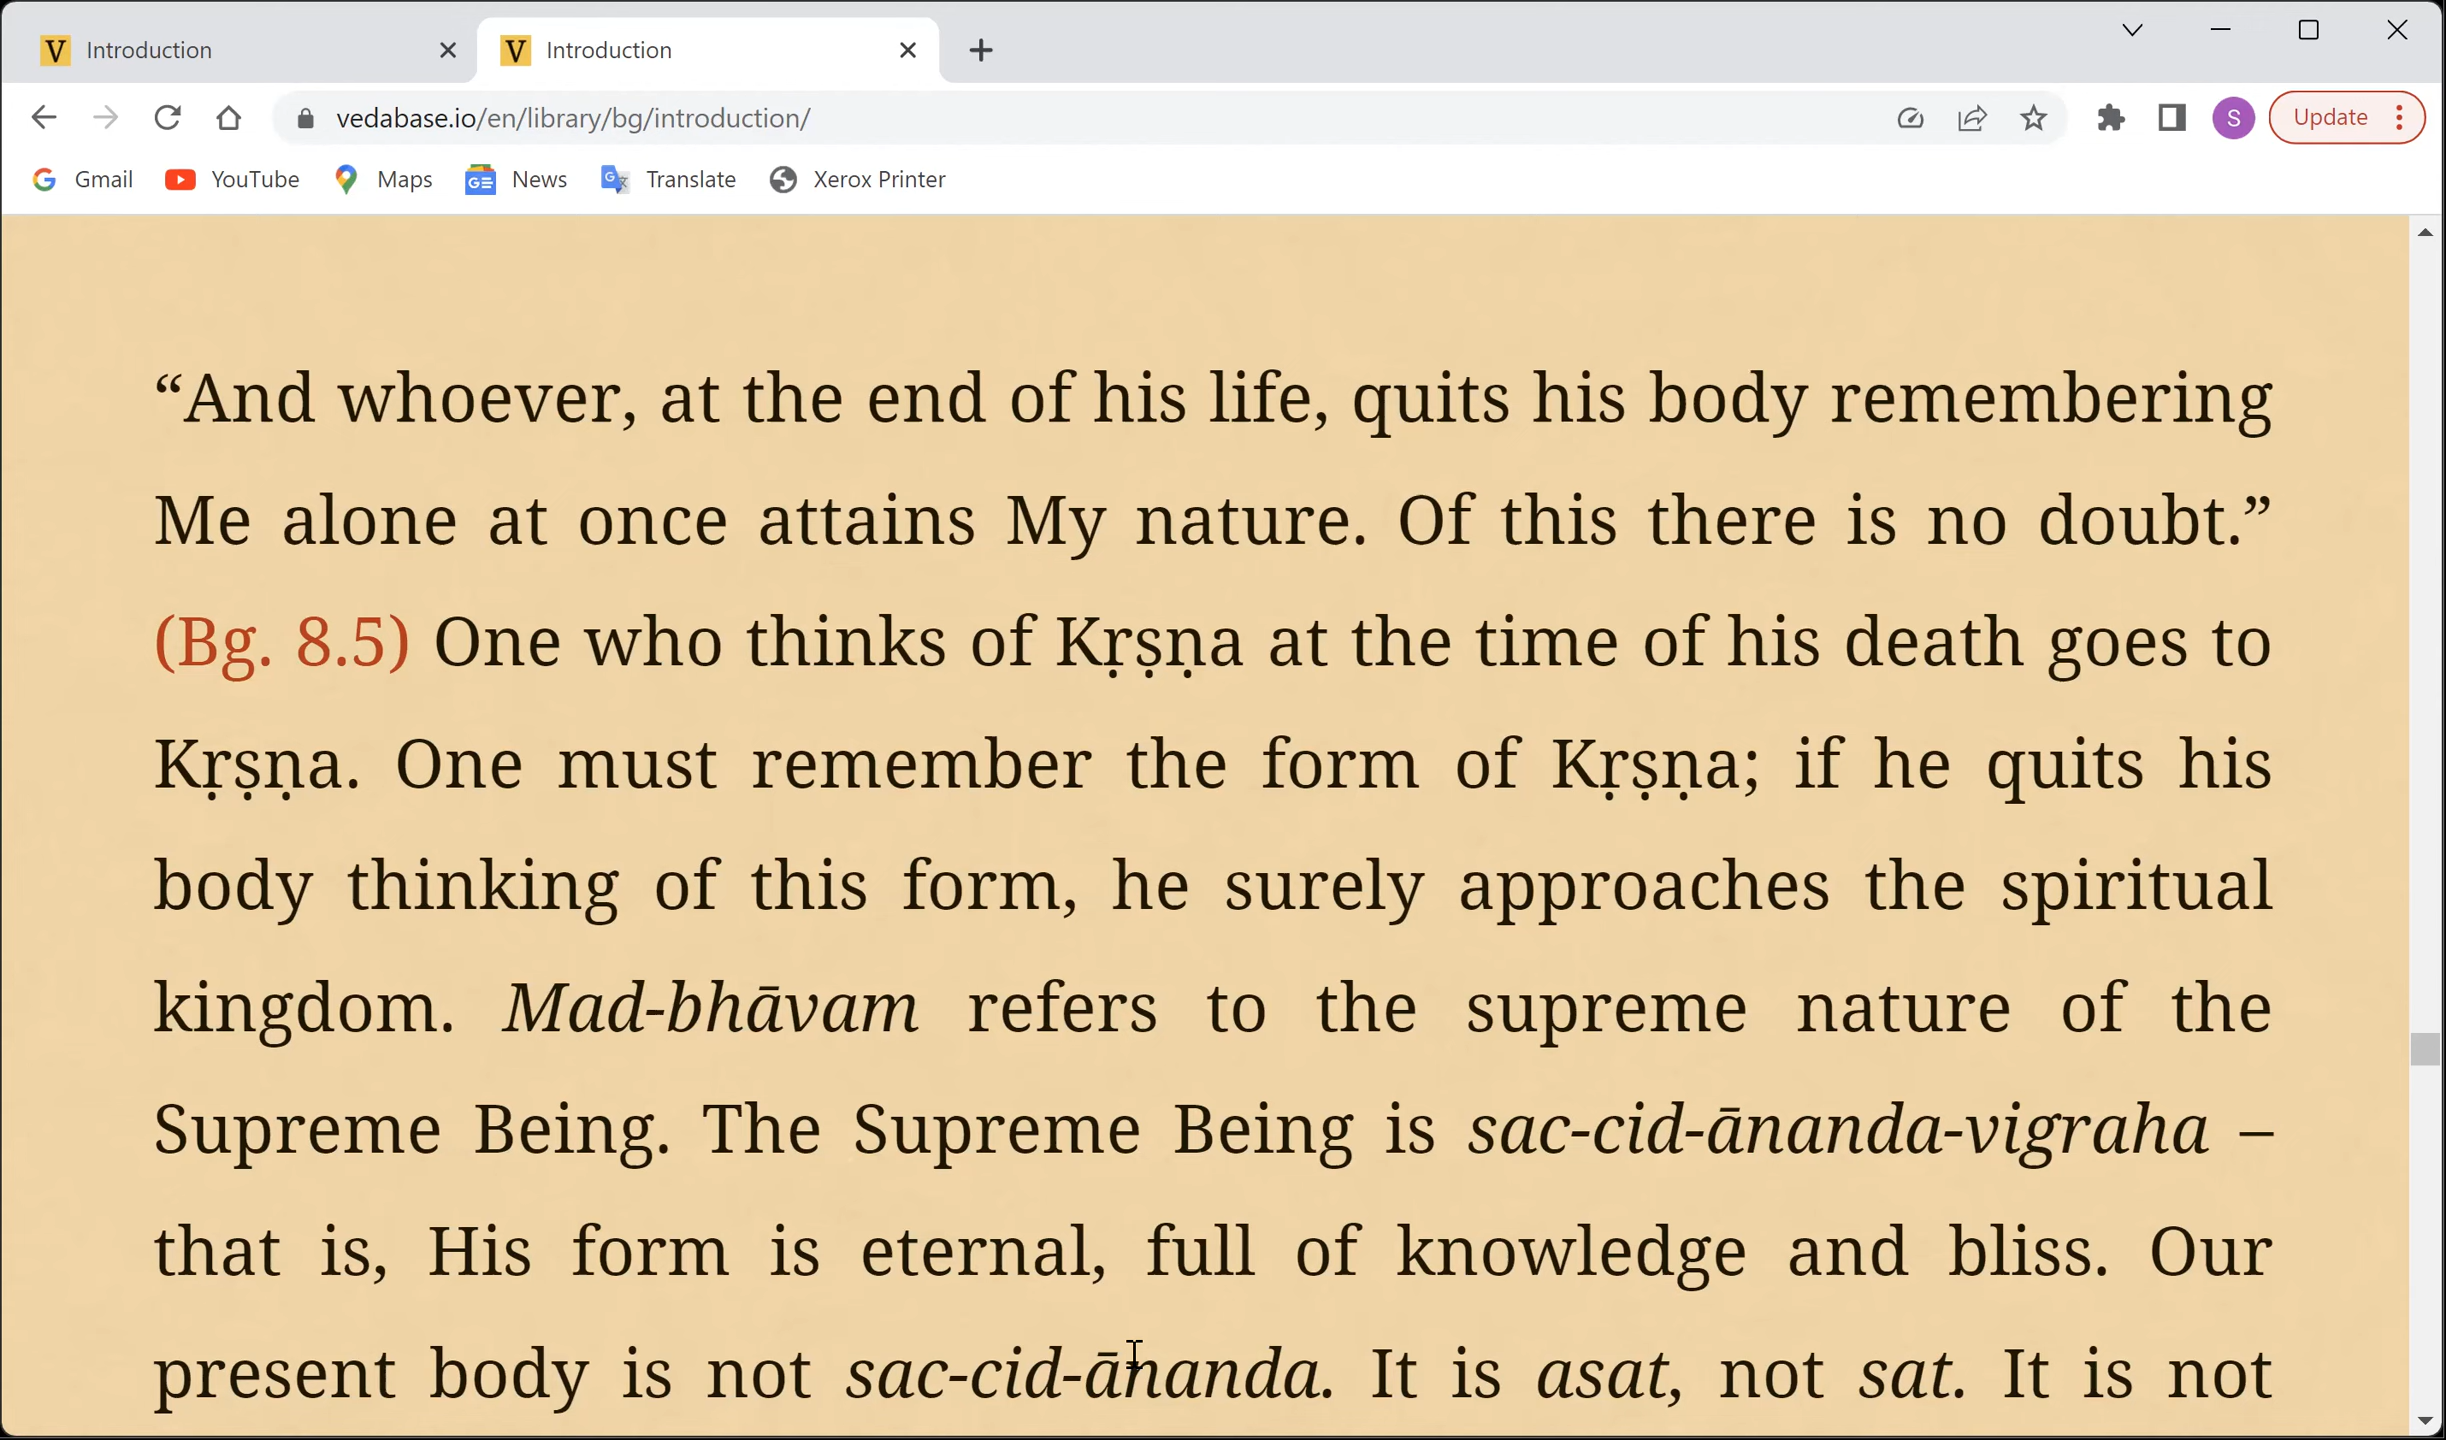 Introduction
Introduction
vedabase.io/en/library/bg/introduction/
S
Update
Gmail YouTube Maps News Translate Xerox Printer
“And whoever, at the end of his life, quits his body remembering
Me alone at once attains My nature. Of this there is no doubt.”
(Bg. 8.5) One who thinks of Kṛṣṇa at the time of his death goes to
Kṛṣṇa. One must remember the form of Kṛṣṇa; if he quits his
body thinking of this form, he surely approaches the spiritual
kingdom. Mad-bhāvam refers to the supreme nature of the
Supreme Being. The Supreme Being is sac-cid-ānanda-vigraha –
that is, His form is eternal, full of knowledge and bliss. Our
present body is not sac-cid-ānanda. It is asat, not sat. It is not